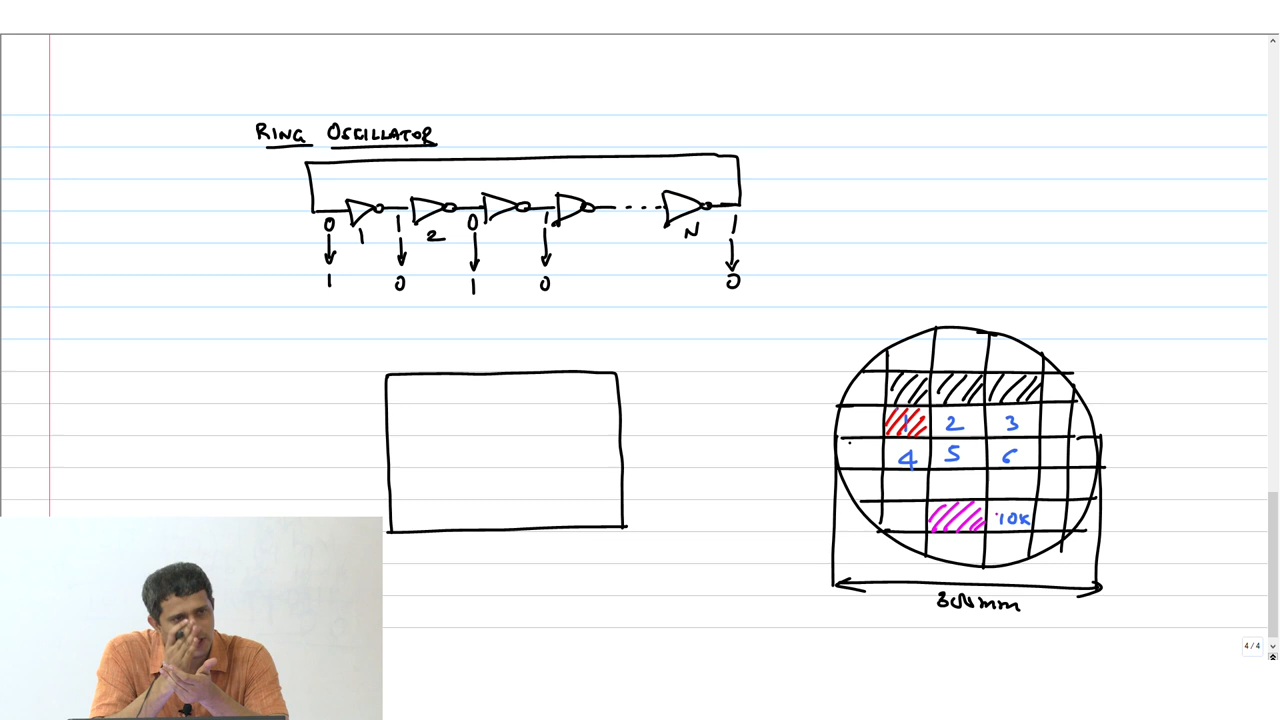 RING OSCILLATOR
0 1 0 1 1
1 2 N
1 0 1 0 0
1 2 3
4 5 6
10K
300mm
4/4